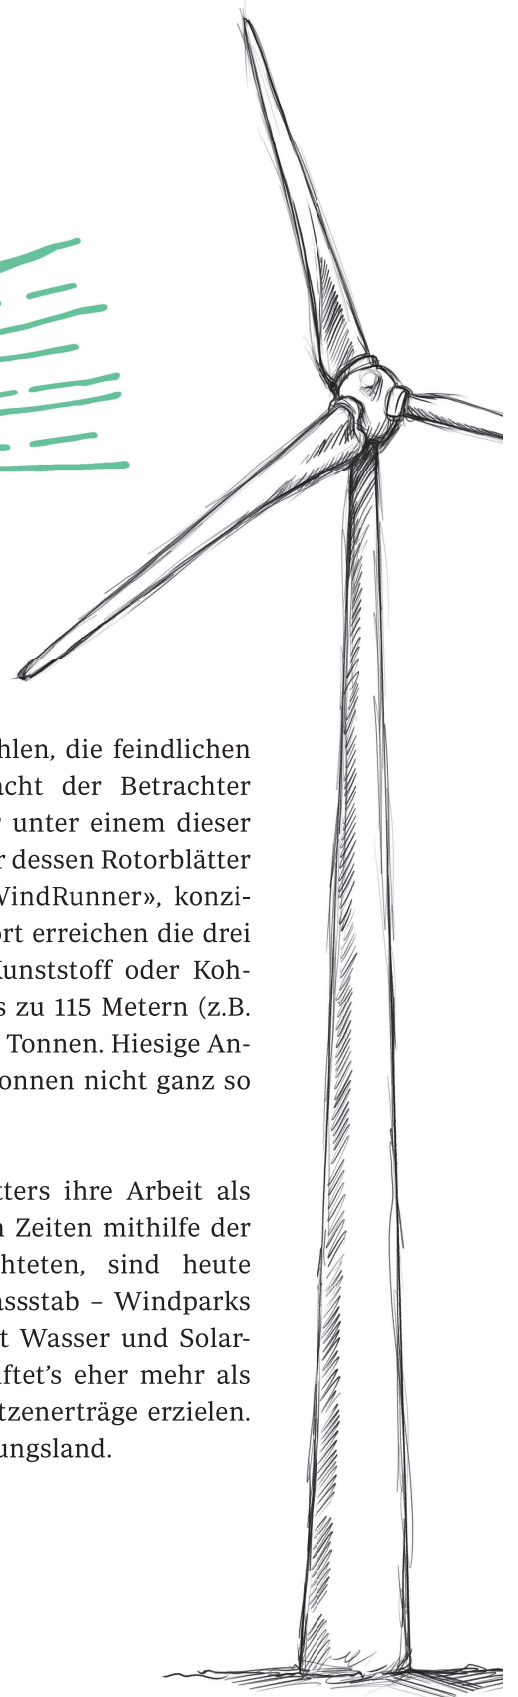 hlen, die feindlichen
acht der Betrachter
unter einem dieser
r dessen Rotorblätter
WindRunner», konzi-
ort erreichen die drei
Kunststoff oder Koh-
s zu 115 Metern (z.B.
Tonnen. Hiesige An-
onnen nicht ganz so
tters ihre Arbeit als
n Zeiten mithilfe der
hteten, sind heute
assstab – Windparks
t Wasser und Solar-
ftet’s eher mehr als
tzenerträge erzielen.
ungsland.